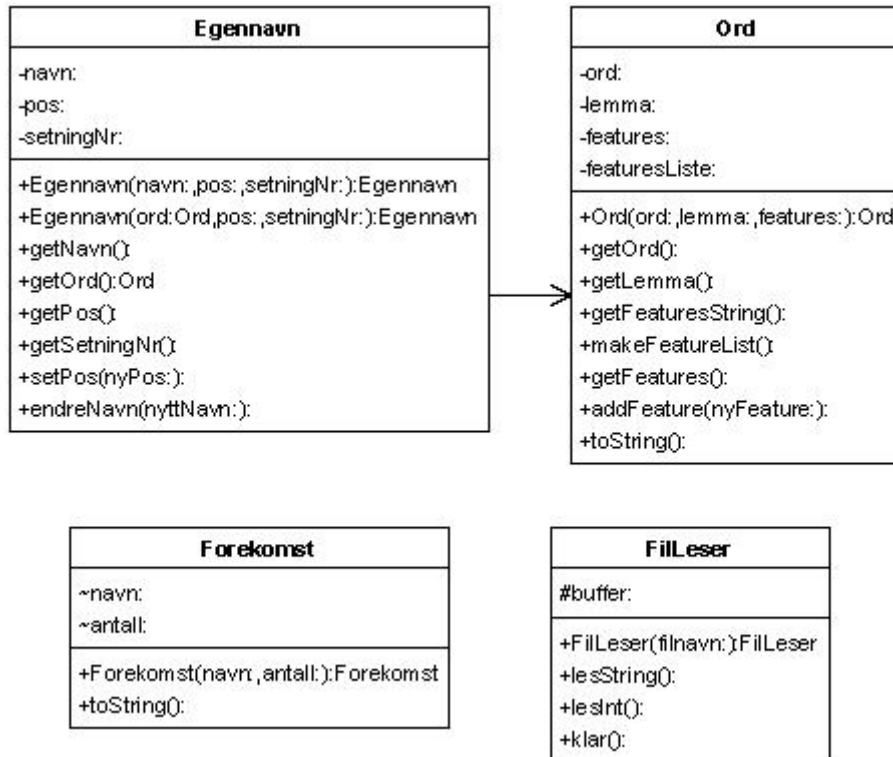 Egennavn
-navn:
-pos:
-setningNr:
+Egennavn(navn:,pos:,setningNr:):Egennavn
+Egennavn(ord:Ord,pos:,setningNr:):Egennavn
+getNavn():
+getOrd():Ord
+getPos():
+getSetningNr():
+setPos(nyPos:):
+endreNavn(nyttNavn:):
Ord
-ord:
-lemma:
-features:
-featuresListe:
+Ord(ord:,lemma:,features:):Ord
+getOrd():
+getLemma():
+getFeaturesString():
+makeFeatureList():
+getFeatures():
+addFeature(nyFeature:):
+toString():
Forekomst
~navn:
~antall:
+Forekomst(navn:,antall:):Forekomst
+toString():
FilLeser
#buffer:
+FilLeser(filnavn:):FilLeser
+lesString():
+lesInt():
+klar():